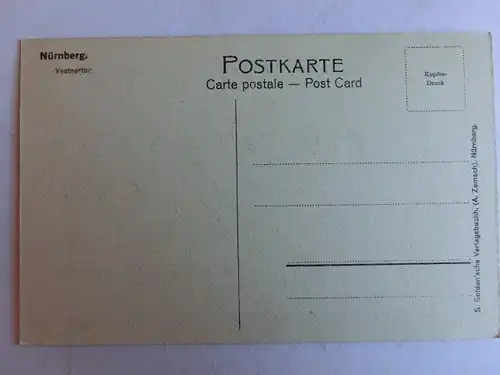 Nürnberg.
Vestnertor.
POSTKARTE
Carte postale — Post Card
Kupfer-
Druck
S. Soldan'sche Verlagsbuchh. (A. Zemsch), Nürnberg.